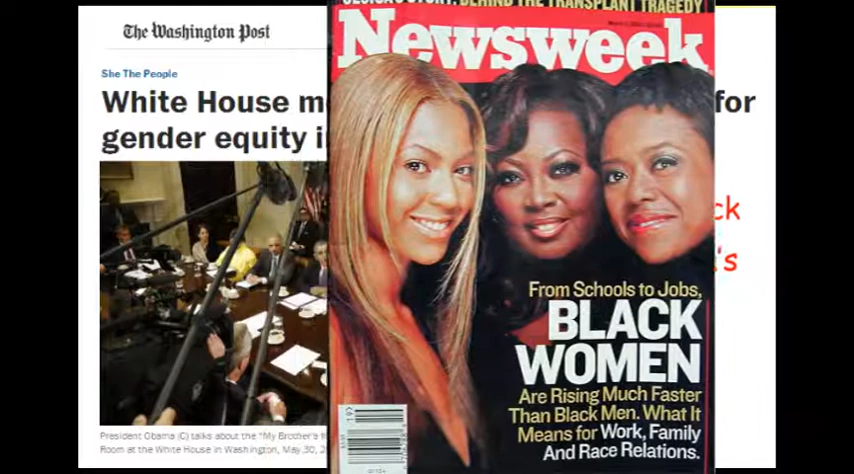 The Washington Post
She The People
White House m
gender equity i
President Obama (C) talks about the "My Brother's
Room at the White House in Washington, May 30, 2
BEHIND THE TRANSPLANT TRAGEDY
Newsweek
From Schools to Jobs,
BLACK
WOMEN
Are Rising Much Faster
Than Black Men. What It
Means for Work, Family
And Race Relations.
for
ck
's